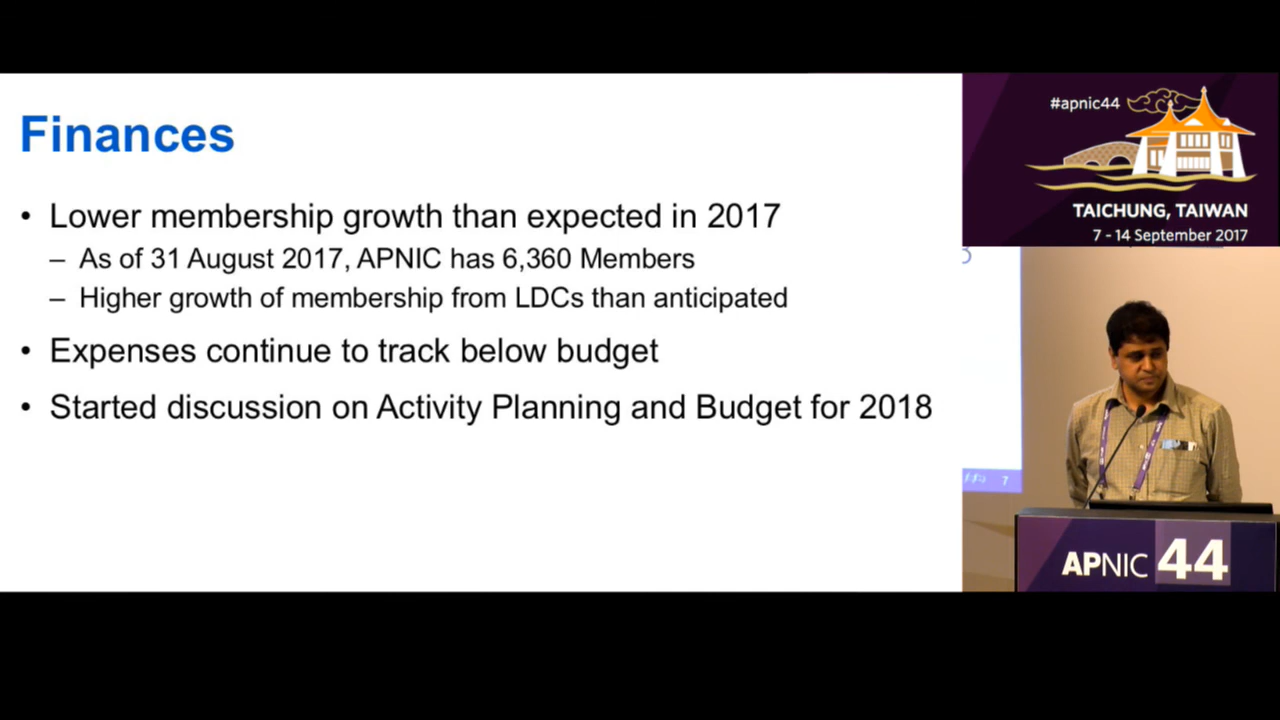 Finances
• Lower membership growth than expected in 2017
– As of 31 August 2017, APNIC has 6,360 Members
– Higher growth of membership from LDCs than anticipated
• Expenses continue to track below budget
• Started discussion on Activity Planning and Budget for 2018
#apnic44
TAICHUNG, TAIWAN
7 - 14 September 2017
7
APNIC 44